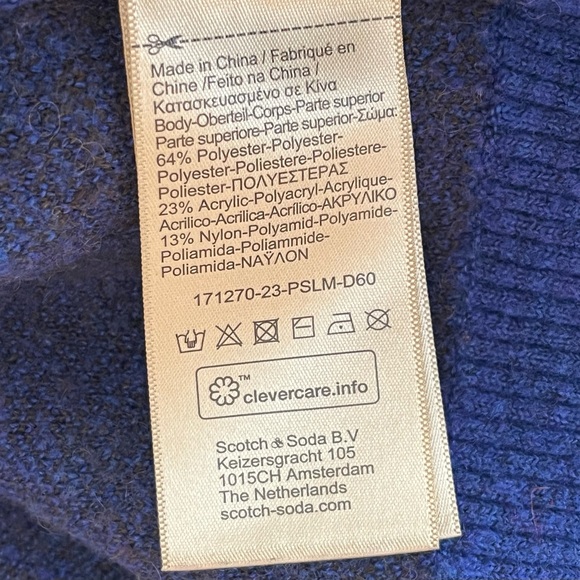 Made in China / Fabriqué en
Chine /Feito na China /
Κατασκευασμένο σε Κίνα
Body-Oberteil-Corps-Parte superior
Parte superiore-Parte superior-Σώμα:
64% Polyester-Polyester-
Polyester-Poliestere-Poliestere-
Poliester-ΠΟΛΥΕΣΤΕΡΑΣ
23% Acrylic-Polyacryl-Acrylique-
Acrilico-Acrilica-Acrílico-ΑΚΡΥΛΙΚΟ
13% Nylon-Polyamid-Polyamide-
Poliamida-Poliammide-
Poliamida-ΝΑΫΛΟΝ
171270-23-PSLM-D60
™ clevercare.info
Scotch & Soda B.V
Keizersgracht 105
1015CH Amsterdam
The Netherlands
scotch-soda.com